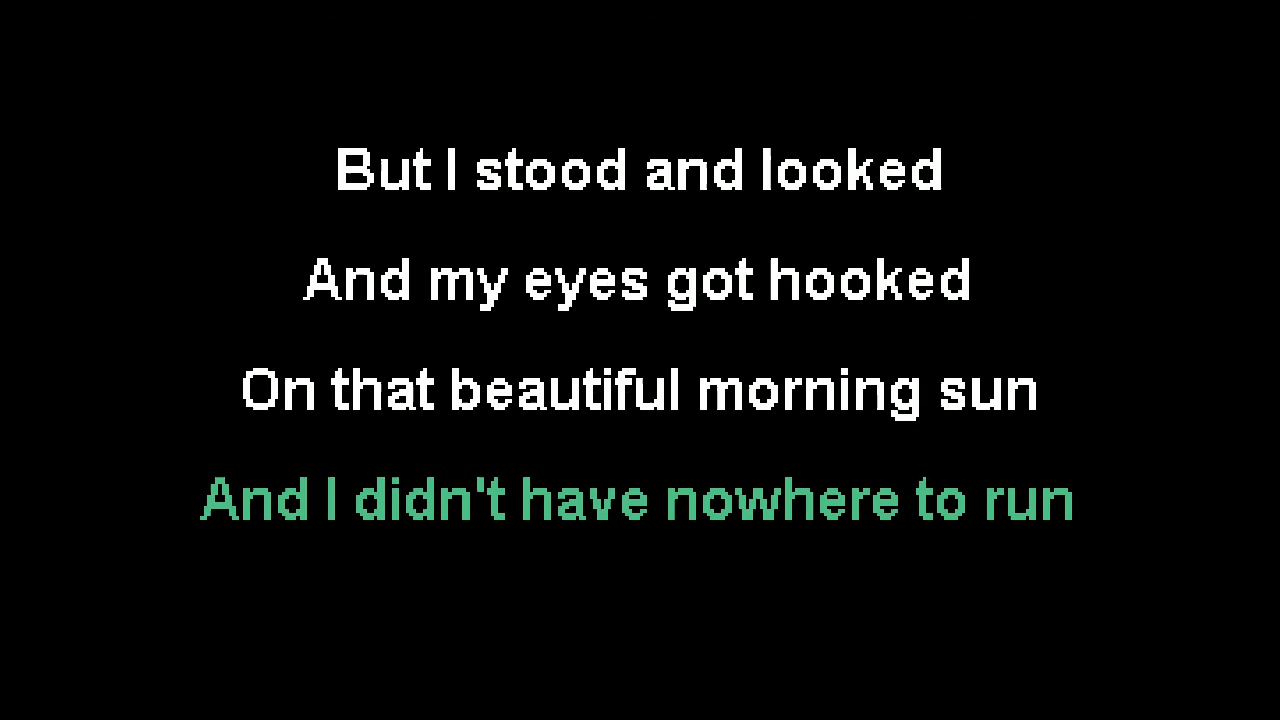 But I stood and looked
And my eyes got hooked
On that beautiful morning sun
And I didn't have nowhere to run